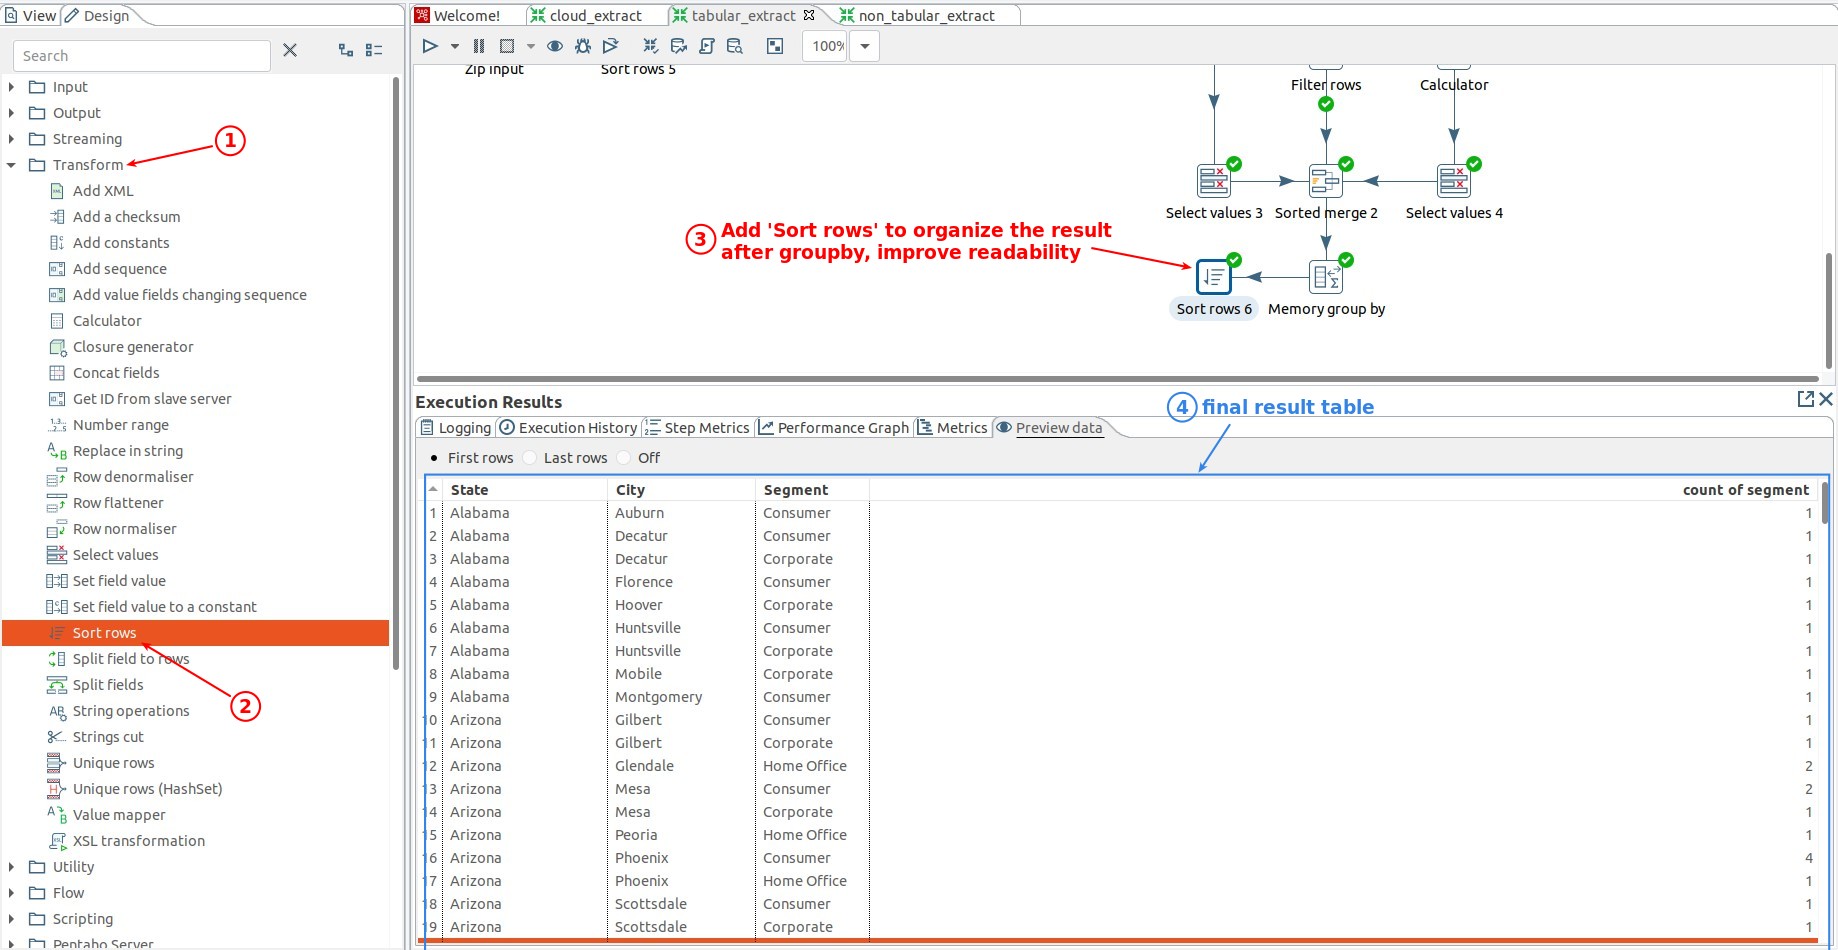 View
Design
Welcome!
cloud_extract
tabular_extract
non_tabular_extract
Search
100%
Input
Output
Streaming
1
Transform
Add XML
Add a checksum
Add constants
Add sequence
Add value fields changing sequence
Calculator
Closure generator
Concat fields
Get ID from slave server
Number range
Replace in string
Row denormaliser
Row flattener
Row normaliser
Select values
Set field value
Set field value to a constant
Sort rows
Split field to rows
Split fields
2
String operations
Strings cut
Unique rows
Unique rows (HashSet)
Value mapper
XSL transformation
Utility
Flow
Scripting
Pentaho Server
Zip input
Sort rows 5
Filter rows
Calculator
Select values 3
Sorted merge 2
Select values 4
3 Add 'Sort rows' to organize the result
after groupby, improve readability
Sort rows 6
Memory group by
Execution Results
4 final result table
Logging
Execution History
Step Metrics
Performance Graph
Metrics
Preview data
First rows
Last rows
Off
State City Segment count of segment
1 Alabama Auburn Consumer 1
2 Alabama Decatur Consumer 1
3 Alabama Decatur Corporate 1
4 Alabama Florence Consumer 1
5 Alabama Hoover Corporate 1
6 Alabama Huntsville Consumer 1
7 Alabama Huntsville Corporate 1
8 Alabama Mobile Corporate 1
9 Alabama Montgomery Consumer 1
10 Arizona Gilbert Consumer 1
11 Arizona Gilbert Corporate 1
12 Arizona Glendale Home Office 2
13 Arizona Mesa Consumer 2
14 Arizona Mesa Corporate 1
15 Arizona Peoria Home Office 1
16 Arizona Phoenix Consumer 4
17 Arizona Phoenix Home Office 1
18 Arizona Scottsdale Consumer 1
19 Arizona Scottsdale Corporate 1